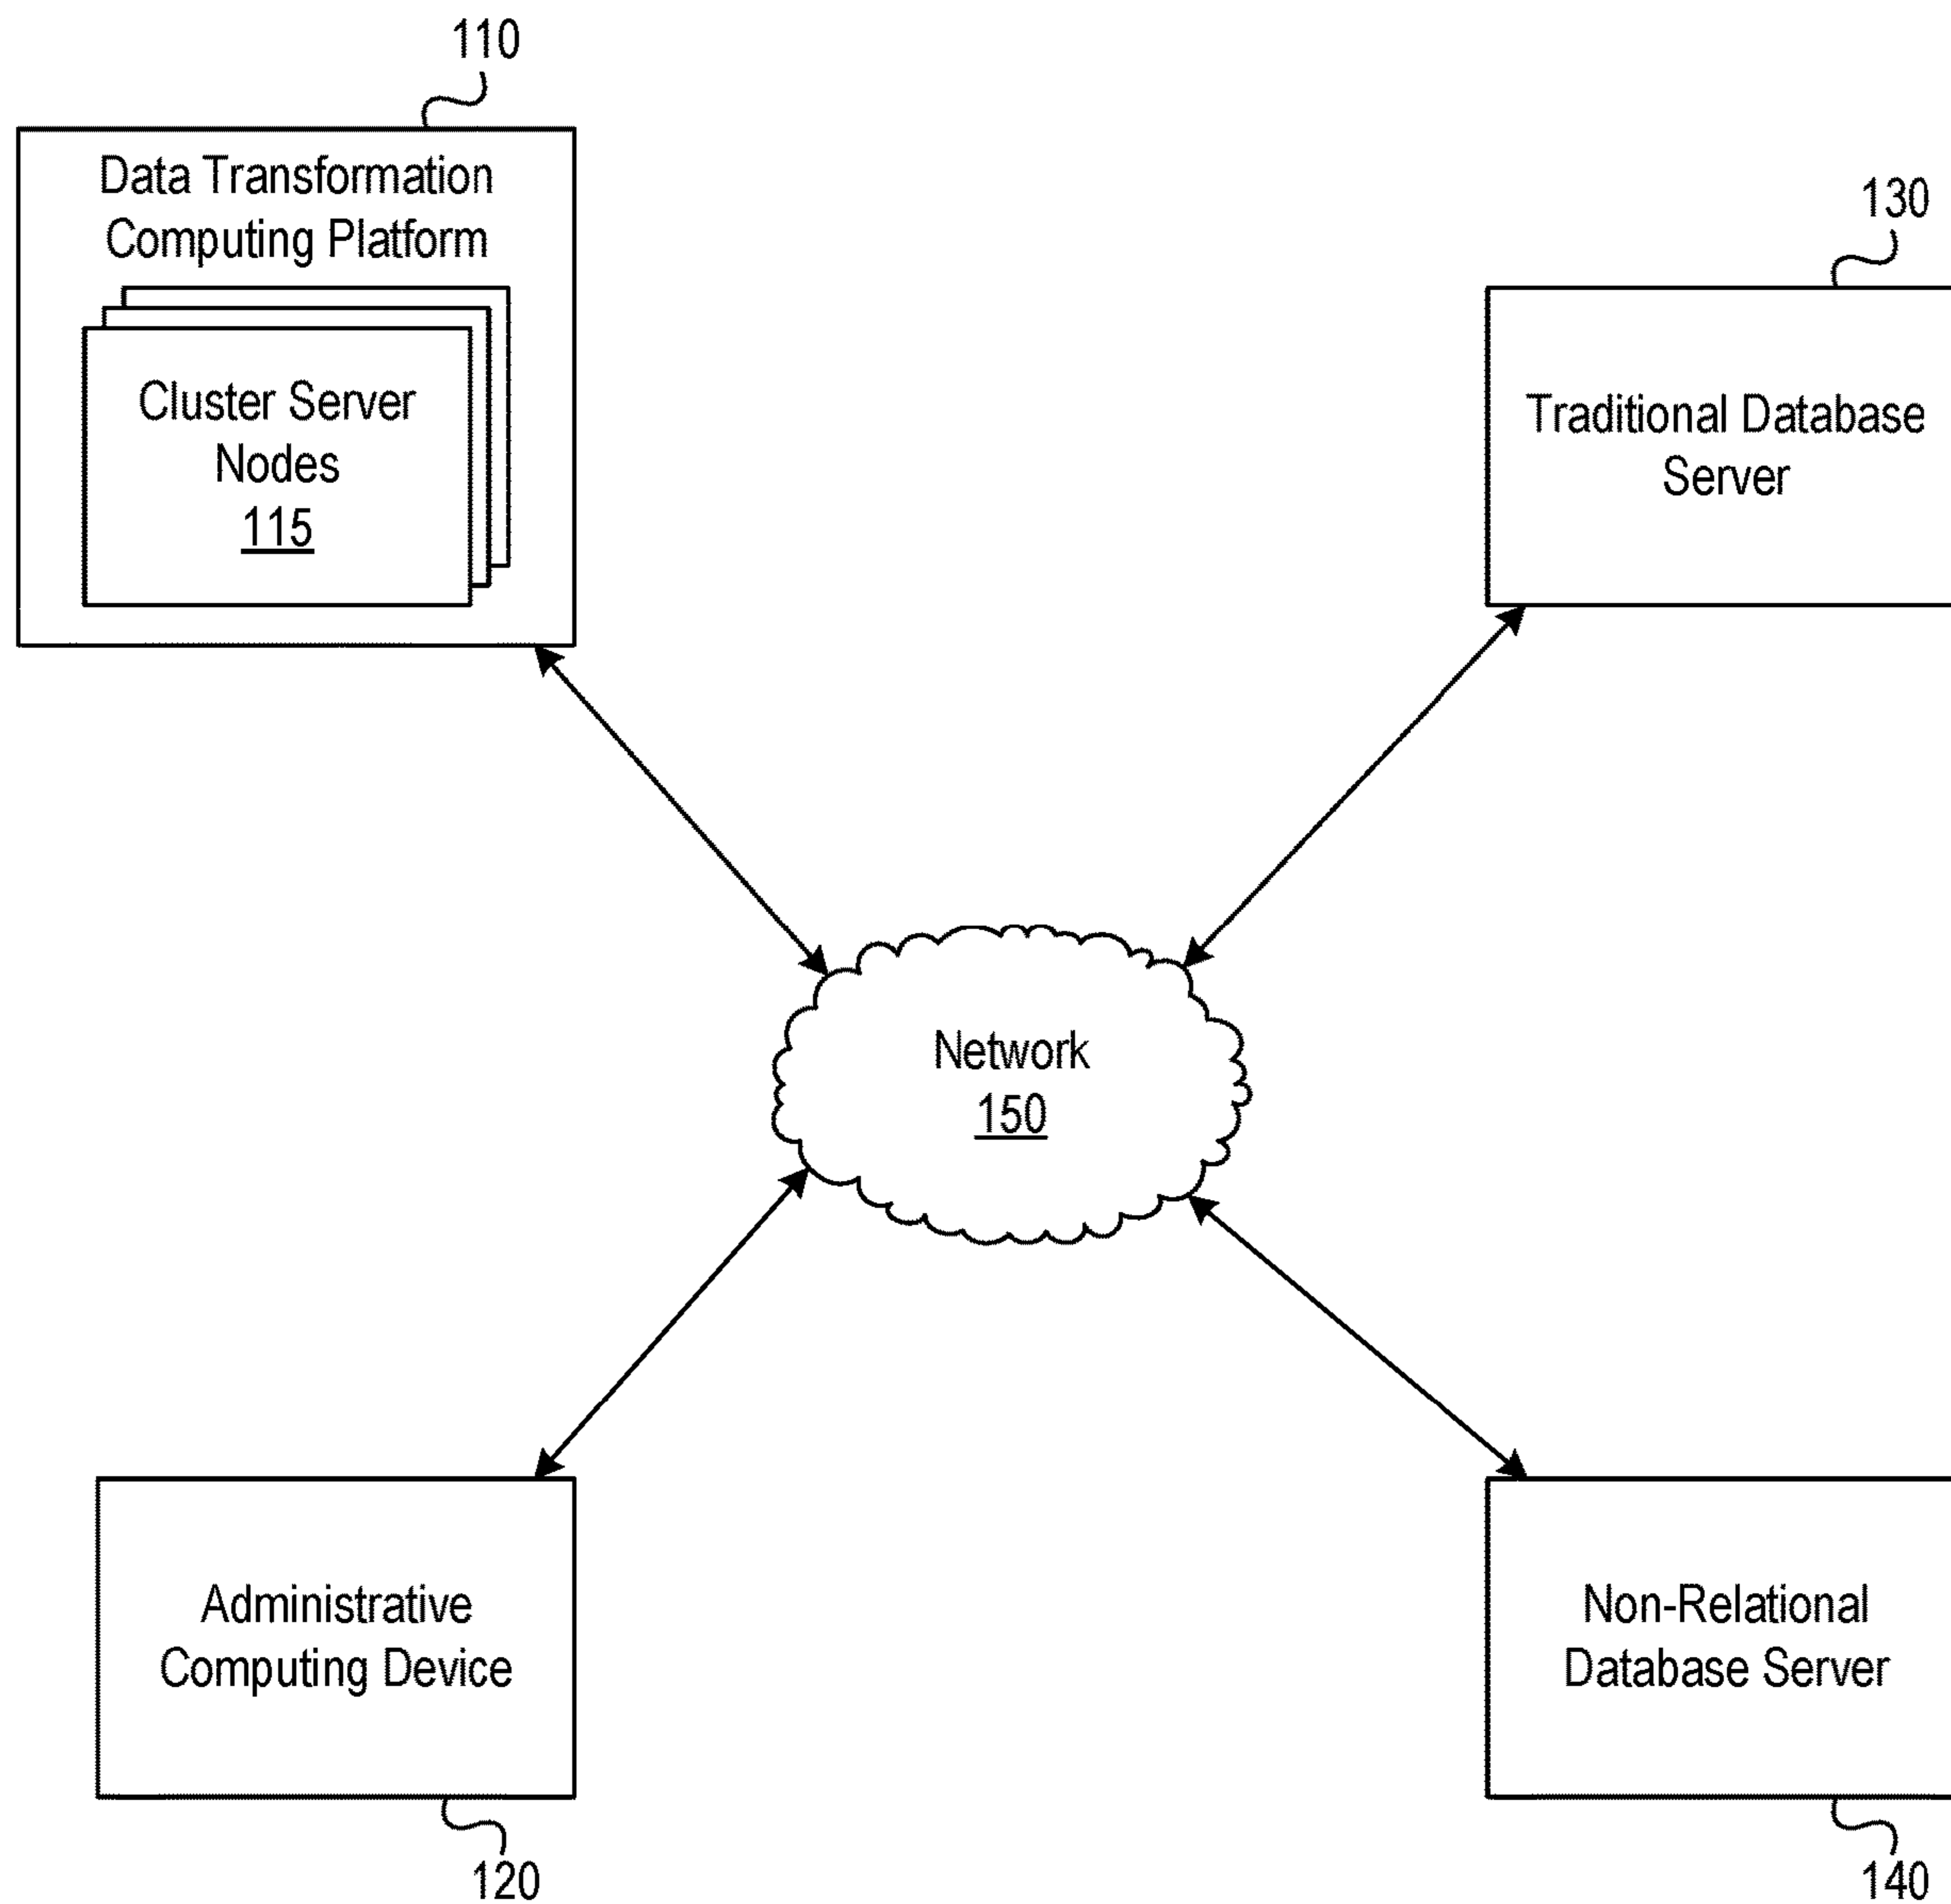 110
Data Transformation
Computing Platform
Cluster Server
Nodes
115
130
Traditional Database
Server
Network
150
Administrative
Computing Device
120
Non-Relational
Database Server
140